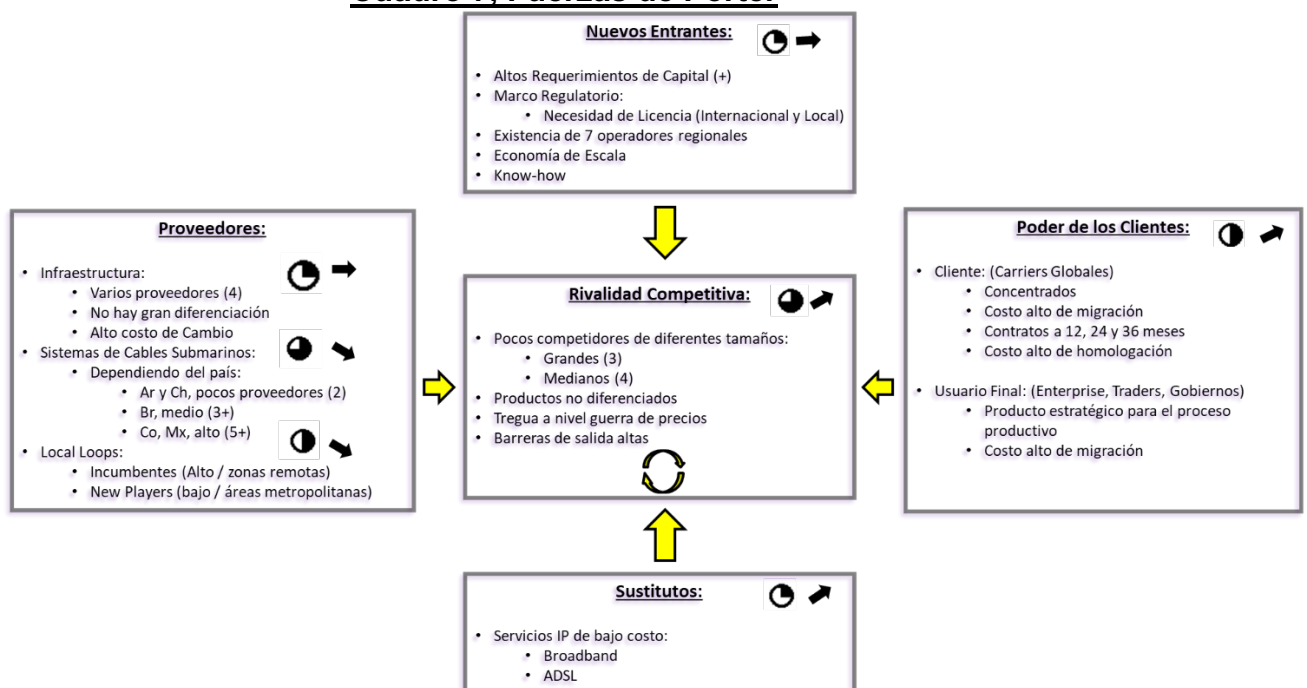 Nuevos Entrantes:
• Altos Requerimientos de Capital (+)
• Marco Regulatorio:
• Necesidad de Licencia (Internacional y Local)
• Existencia de 7 operadores regionales
• Economía de Escala
• Know-how
Proveedores:
• Infraestructura:
• Varios proveedores (4)
• No hay gran diferenciación
• Alto costo de Cambio
• Sistemas de Cables Submarinos:
• Dependiendo del país:
• Ar y Ch, pocos proveedores (2)
• Br, medio (3+)
• Co, Mx, alto (5+)
• Local Loops:
• Incumbentes (Alto / zonas remotas)
• New Players (bajo / áreas metropolitanas)
Rivalidad Competitiva:
• Pocos competidores de diferentes tamaños:
• Grandes (3)
• Medianos (4)
• Productos no diferenciados
• Tregua a nivel guerra de precios
• Barreras de salida altas
Poder de los Clientes:
• Cliente: (Carriers Globales)
• Concentrados
• Costo alto de migración
• Contratos a 12, 24 y 36 meses
• Costo alto de homologación
• Usuario Final: (Enterprise, Traders, Gobiernos)
• Producto estratégico para el proceso
productivo
• Costo alto de migración
Sustitutos:
• Servicios IP de bajo costo:
• Broadband
• ADSL